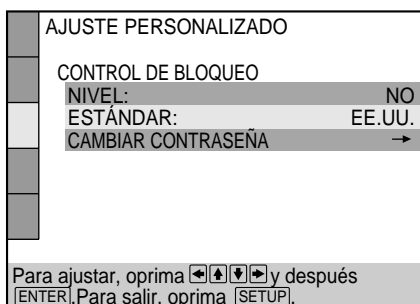 AJUSTE PERSONALIZADO
CONTROL DE BLOQUEO
NIVEL: NO
ESTÁNDAR: EE.UU.
CAMBIAR CONTRASEÑA →
Para ajustar, oprima ←↑↓→ y después
ENTER.Para salir, oprima SETUP.